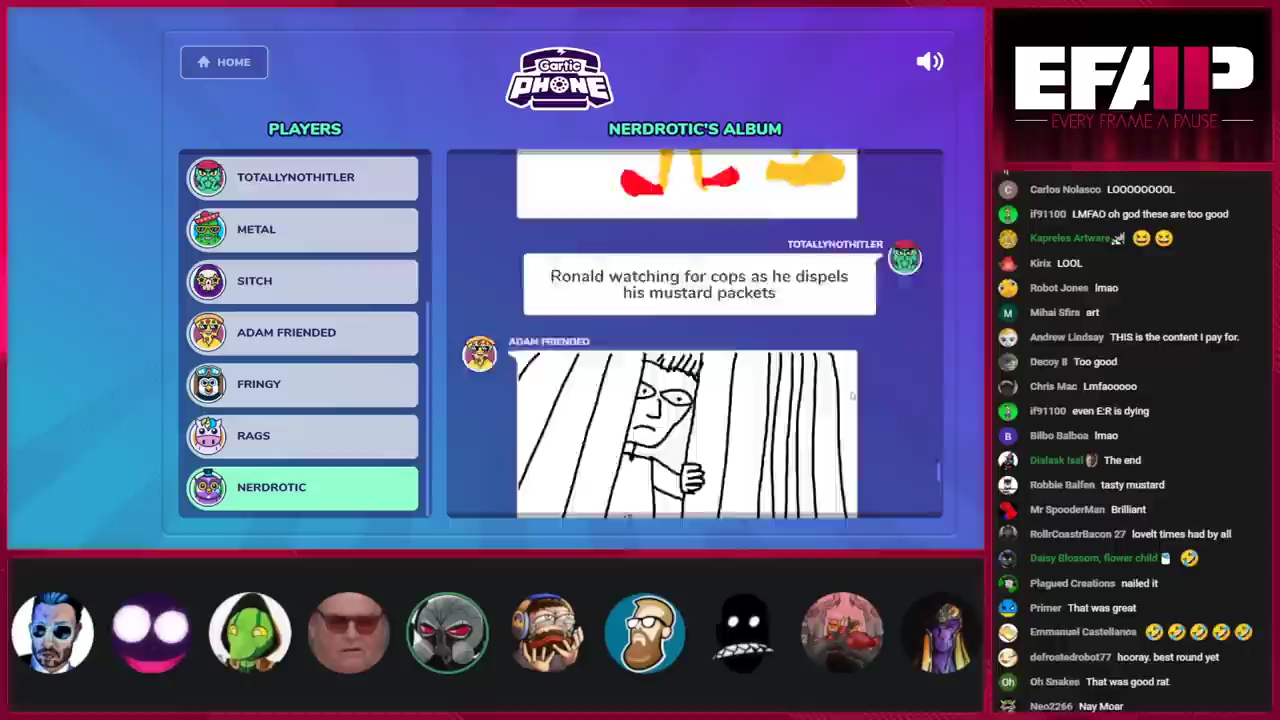 HOME
Gartic
PHONE
PLAYERS
NERDROTIC'S ALBUM
TOTALLYNOTHITLER
METAL
SITCH
ADAM FRIENDED
FRINGY
RAGS
NERDROTIC
TOTALLYNOTHITLER
Ronald watching for cops as he dispels
his mustard packets
ADAM FRIENDED
EFAP
EVERY FRAME A PAUSE
C Carlos Nolasco LOOOOOOOOL
if91100 LMFAO oh god these are too good
Kapreles Artware
Kirix LOOL
Robot Jones lmao
M Mihai Sfira art
Andrew Lindsay THIS is the content I pay for.
Decoy B Too good
Chris Mac Lmfaooooo
if91100 even E:R is dying
B Bilbo Balboa lmao
Dialask Isal The end
Robbie Balfen tasty mustard
Mr SpooderMan Brilliant
RollrCoastrBacon 27 lovelt times had by all
Daisy Blossom, flower child
Plagued Creations nailed it
Primer That was great
Emmanuel Castellanoa
defrostedrobot77 hooray. best round yet
Oh Oh Snakes That was good rat
Neo2266 Nay Moar